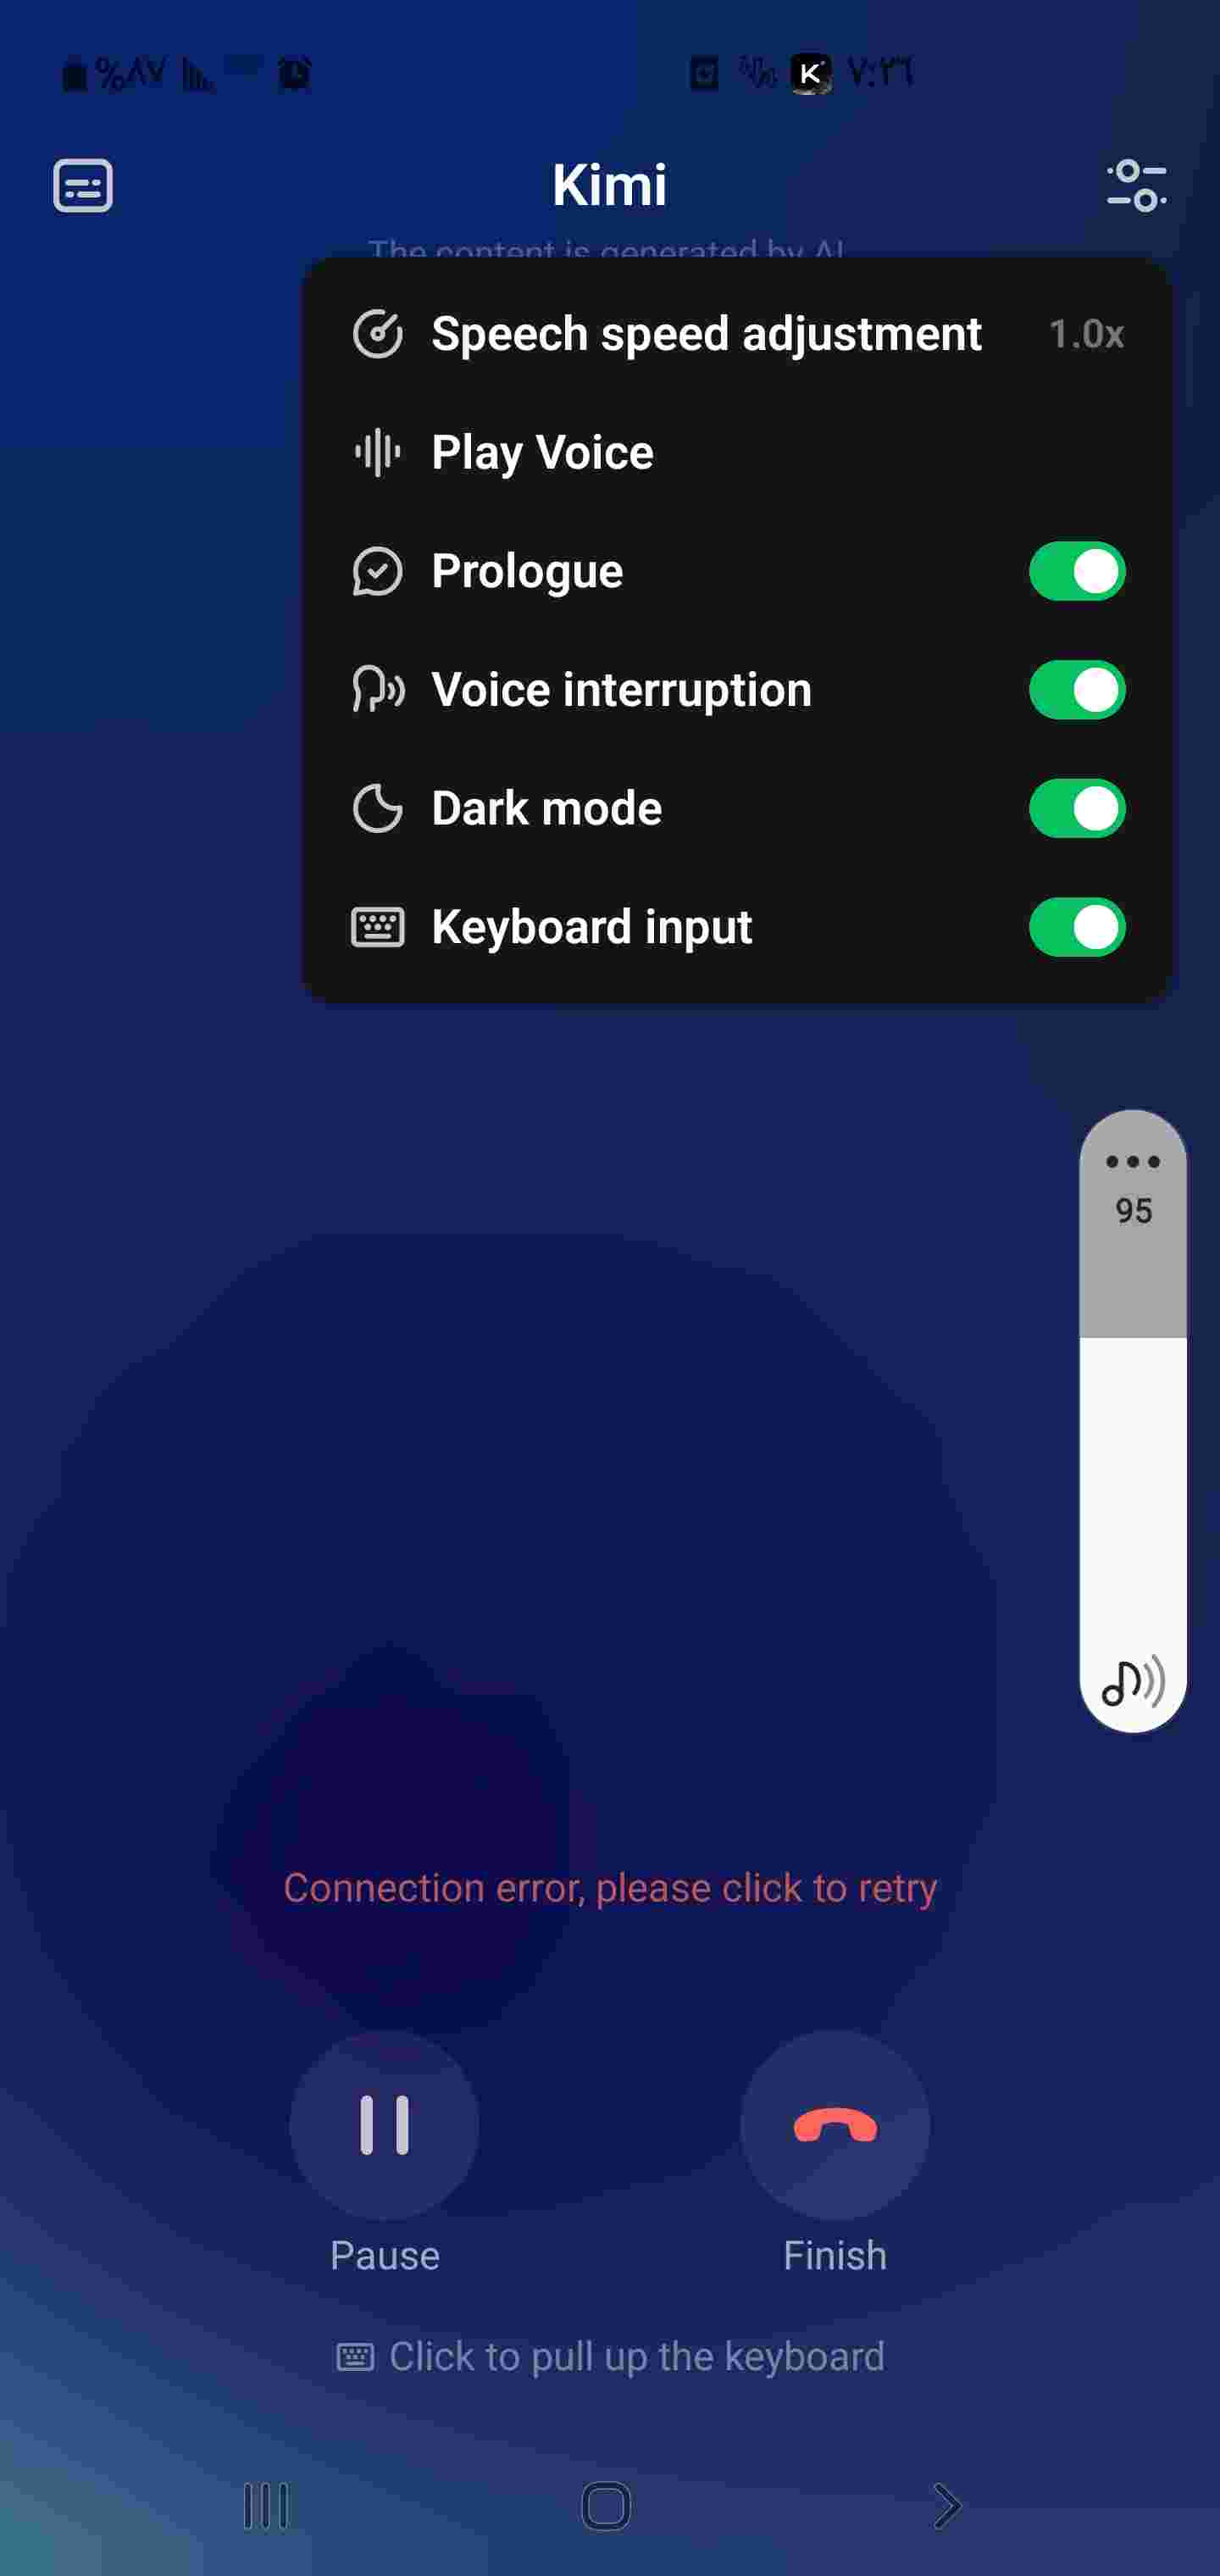 %٨٧ ٧:٢٦
Kimi
The content is generated by AI
Speech speed adjustment 1.0x
Play Voice
Prologue
Voice interruption
Dark mode
Keyboard input
95
Connection error, please click to retry
Pause Finish
Click to pull up the keyboard